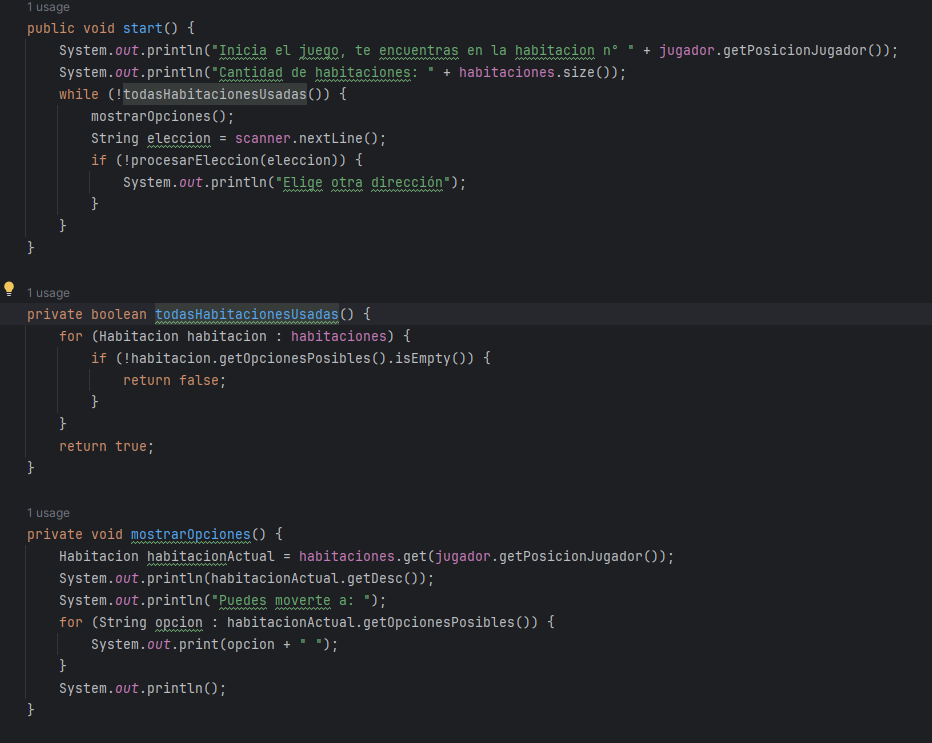 1 usage
public void start() {
System.out.println("Inicia el juego, te encuentras en la habitacion n° " + jugador.getPosicionJugador());
System.out.println("Cantidad de habitaciones: " + habitaciones.size());
while (!todasHabitacionesUsadas()) {
mostrarOpciones();
String eleccion = scanner.nextLine();
if (!procesarEleccion(eleccion)) {
System.out.println("Elige otra dirección");
}
}
}
1 usage
private boolean todasHabitacionesUsadas() {
for (Habitacion habitacion : habitaciones) {
if (!habitacion.getOpcionesPosibles().isEmpty()) {
return false;
}
}
return true;
}
1 usage
private void mostrarOpciones() {
Habitacion habitacionActual = habitaciones.get(jugador.getPosicionJugador());
System.out.println(habitacionActual.getDesc());
System.out.println("Puedes moverte a: ");
for (String opcion : habitacionActual.getOpcionesPosibles()) {
System.out.print(opcion + " ");
}
System.out.println();
}